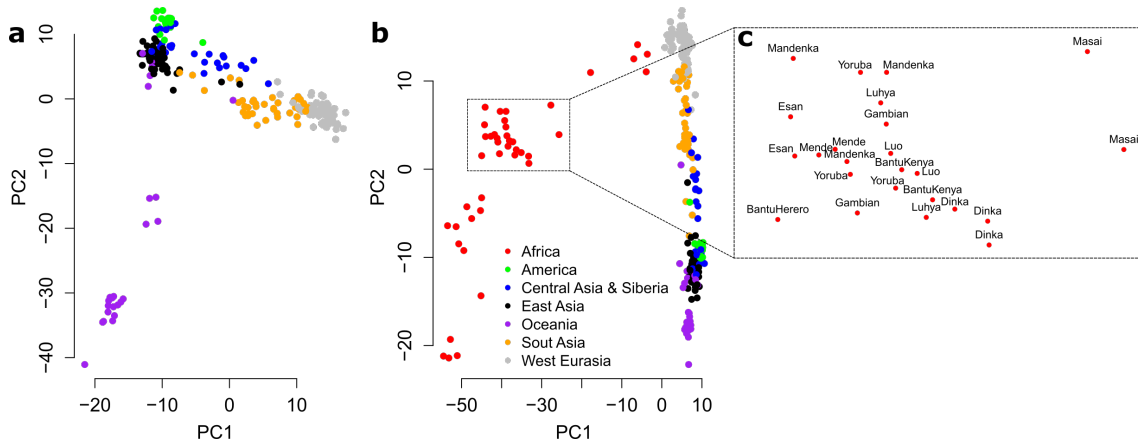 a
10
0
−10
−20
−30
−40
PC2
−20
−10
0
10
PC1
b
10
0
−10
−20
PC2
−50
−30
−10
10
PC1
Africa
America
Central Asia & Siberia
East Asia
Oceania
Sout Asia
West Eurasia
c
Masai
Mandenka
Yoruba
Mandenka
Luhya
Esan
Gambian
Masai
Esan
Mende
Mende
Luo
Mandenka
BantuKenya
Luo
Yoruba
Yoruba
BantuKenya
BantuHerero
Gambian
Luhya
Dinka
Dinka
Dinka